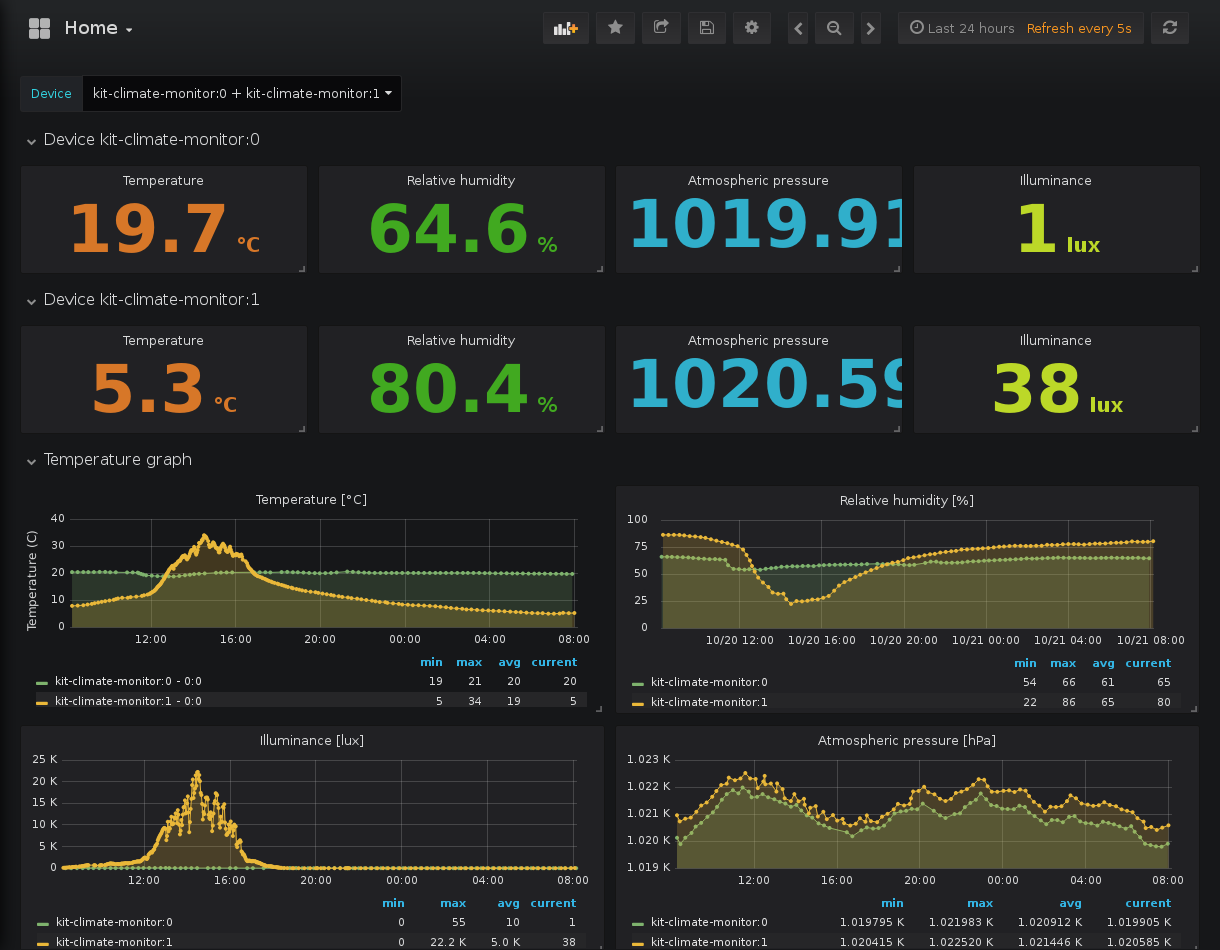 Home
Last 24 hours Refresh every 5s
Device kit-climate-monitor:0 + kit-climate-monitor:1
Device kit-climate-monitor:0
Temperature Relative humidity Atmospheric pressure Illuminance
19.7 °C 64.6 % 1019.91 1 lux
Device kit-climate-monitor:1
Temperature Relative humidity Atmospheric pressure Illuminance
5.3 °C 80.4 % 1020.59 38 lux
Temperature graph
Temperature [°C]
Temperature (C)
40
30
20
10
0
12:00 16:00 20:00 00:00 04:00 08:00
min max avg current
kit-climate-monitor:0 - 0:0 19 21 20 20
kit-climate-monitor:1 - 0:0 5 34 19 5
Relative humidity [%]
100
75
50
25
0
10/20 12:00 10/20 16:00 10/20 20:00 10/21 00:00 10/21 04:00 10/21 08:00
min max avg current
kit-climate-monitor:0 54 66 61 65
kit-climate-monitor:1 22 86 65 80
Illuminance [lux]
25 K
20 K
15 K
10 K
5 K
0
12:00 16:00 20:00 00:00 04:00 08:00
min max avg current
kit-climate-monitor:0 0 55 10 1
kit-climate-monitor:1 0 22.2 K 5.0 K 38
Atmospheric pressure [hPa]
1.023 K
1.022 K
1.021 K
1.020 K
1.019 K
12:00 16:00 20:00 00:00 04:00 08:00
min max avg current
kit-climate-monitor:0 1.019795 K 1.021983 K 1.020912 K 1.019905 K
kit-climate-monitor:1 1.020415 K 1.022520 K 1.021446 K 1.020585 K